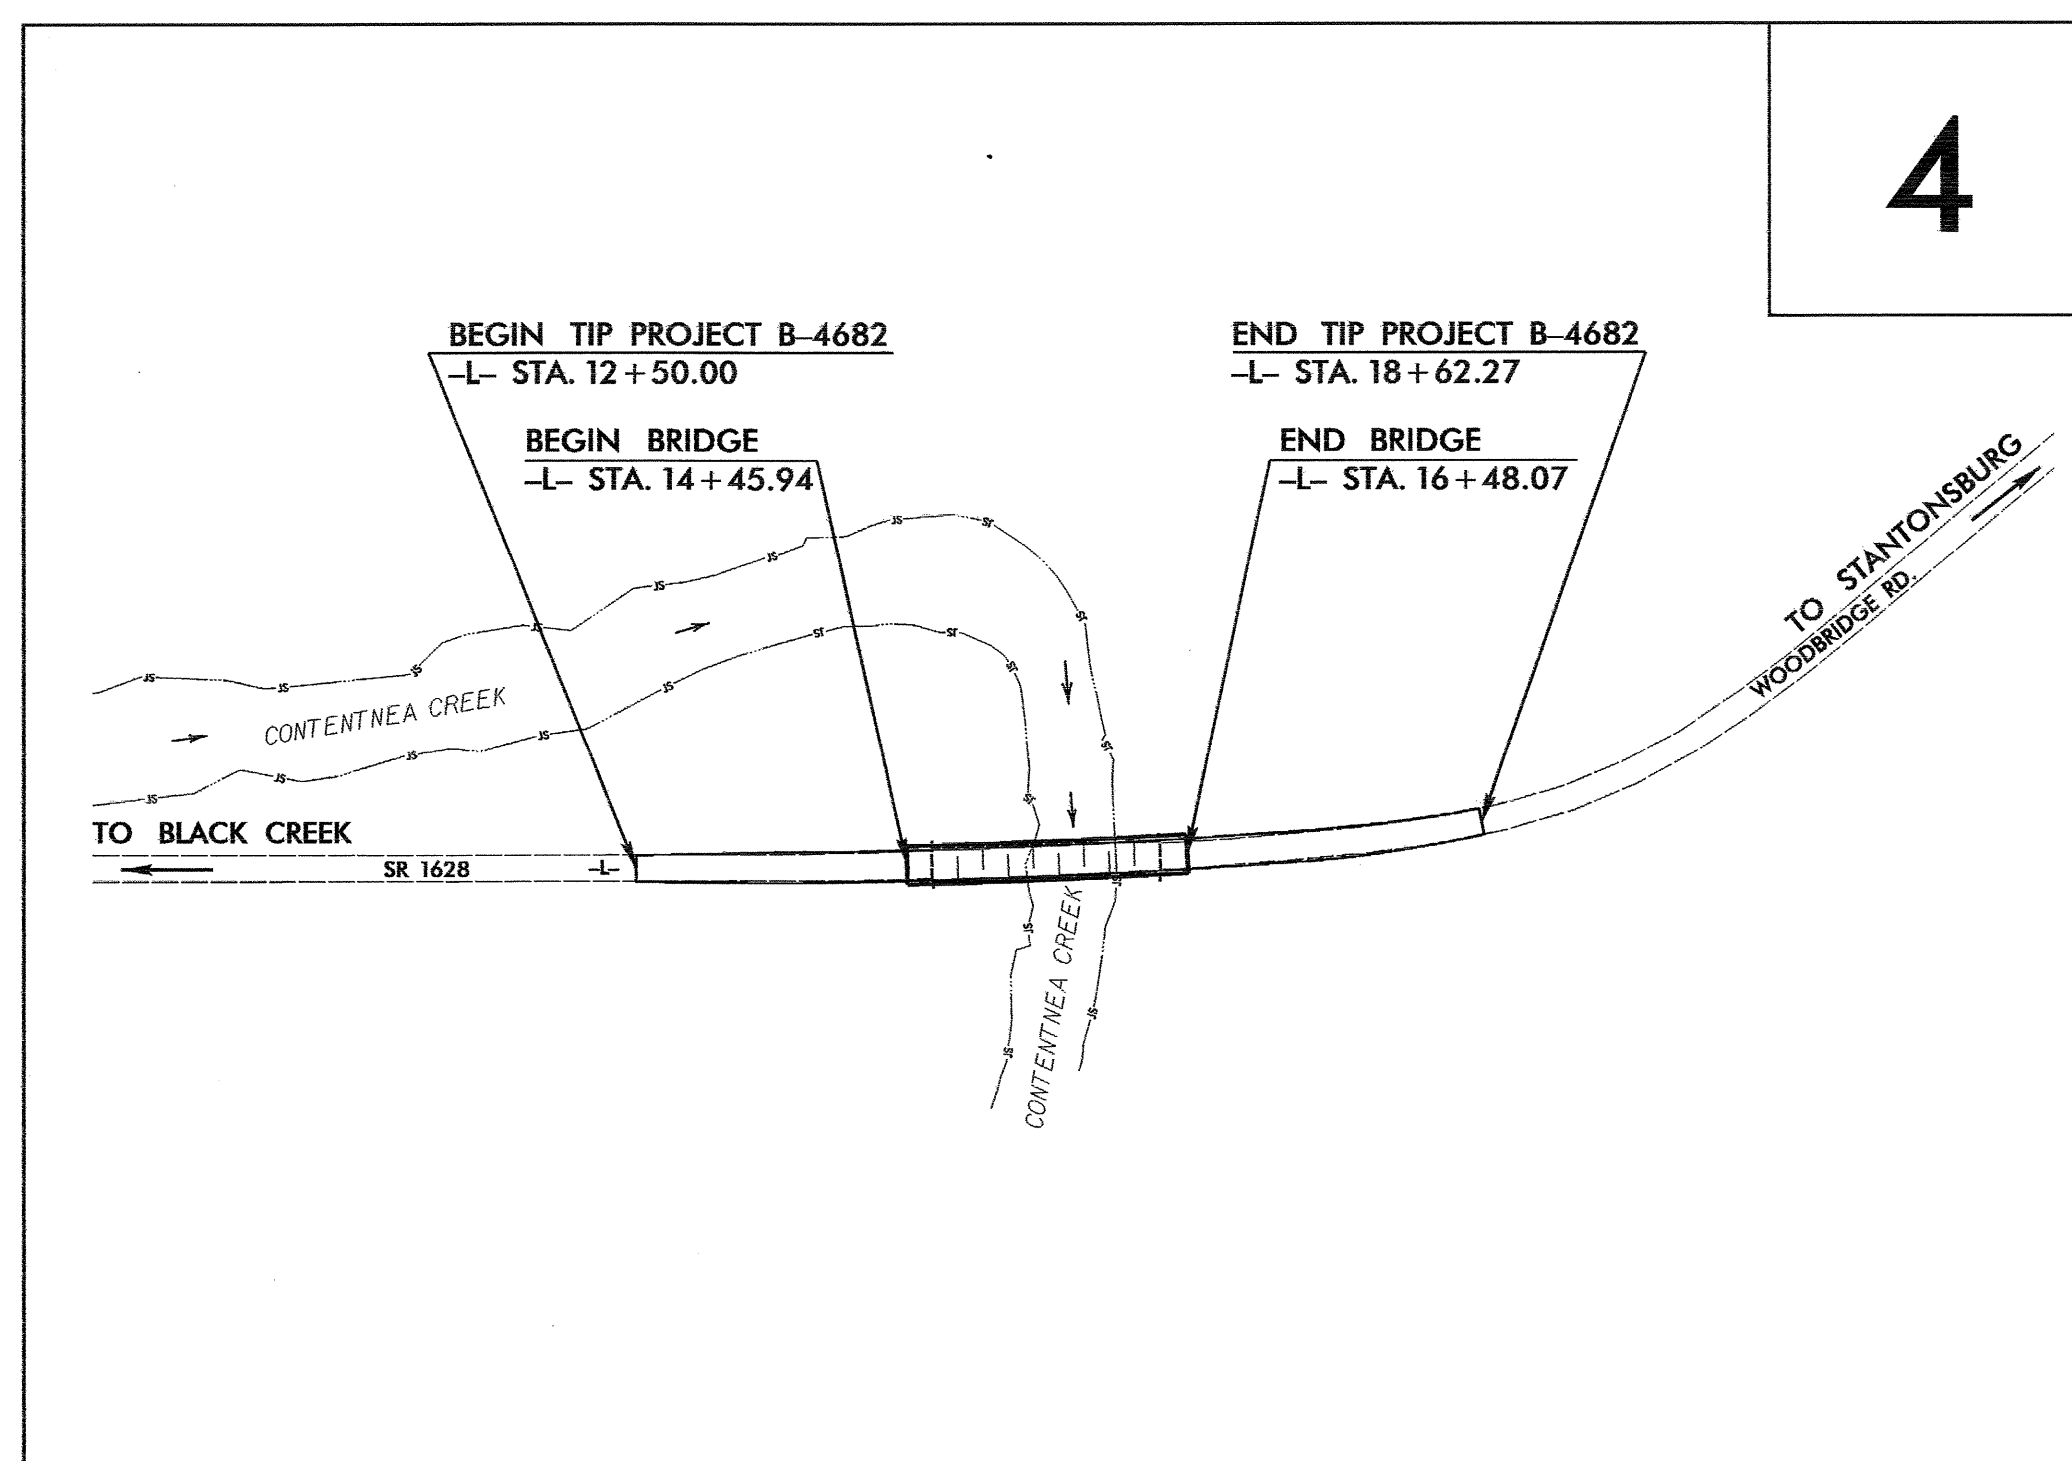 4
BEGIN TIP PROJECT B–4682
–L– STA. 12+50.00
END TIP PROJECT B–4682
–L– STA. 18+62.27
BEGIN BRIDGE
–L– STA. 14+45.94
END BRIDGE
–L– STA. 16+48.07
TO STANTONSBURG
WOODBRIDGE RD.
CONTENTNEA CREEK
TO BLACK CREEK
SR 1628
–L–
CONTENTNEA CREEK